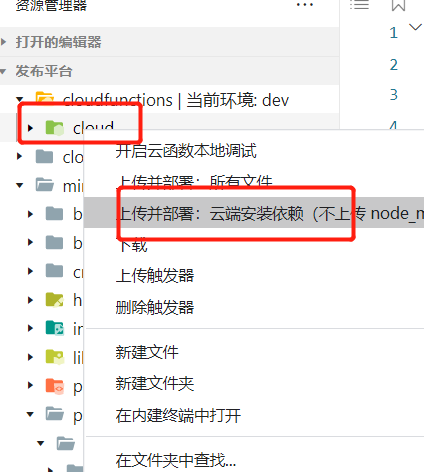 资源管理器
1
打开的编辑器
2
发布平台
3
cloudfunctions | 当前环境: dev
cloud
4
clo
开启云函数本地调试
mi
上传并部署：所有文件
b
上传并部署：云端安装依赖（不上传 node_m
b
下载
cr
上传触发器
h
删除触发器
in
lil
新建文件
p
新建文件夹
p
在内建终端中打开
在文件夹中查找...